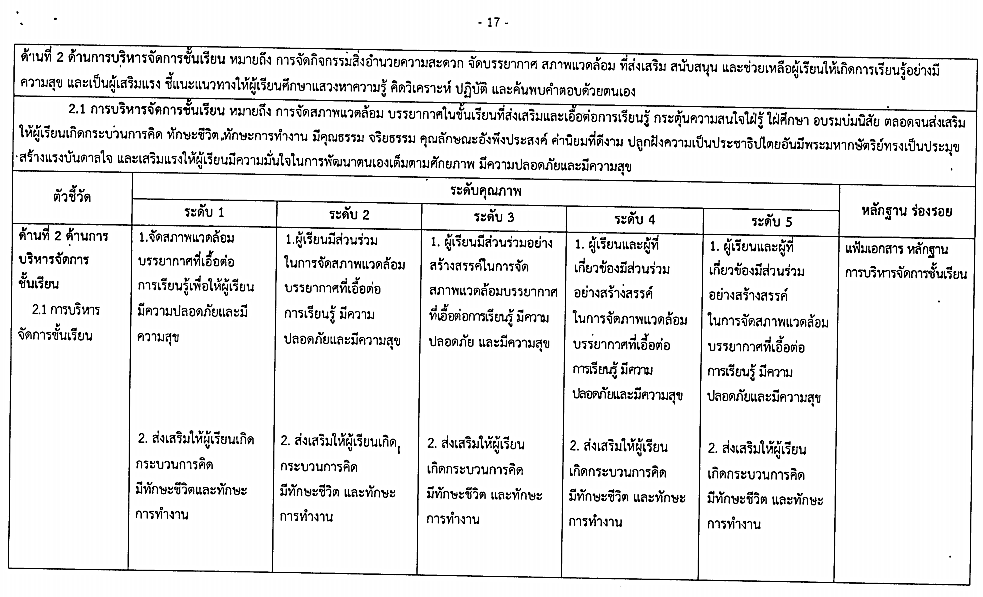 - 17 -
ด้านที่ 2 ด้านการบริหารจัดการชั้นเรียน หมายถึง การจัดกิจกรรมสิ่งอำนวยความสะดวก จัดบรรยากาศ สภาพแวดล้อม ที่ส่งเสริม สนับสนุน และช่วยเหลือผู้เรียนให้เกิดการเรียนรู้อย่างมี
ความสุข และเป็นผู้เสริมแรง ชี้แนะแนวทางให้ผู้เรียนศึกษาแสวงหาความรู้ คิดวิเคราะห์ ปฏิบัติ และค้นพบคำตอบด้วยตนเอง
2.1 การบริหารจัดการชั้นเรียน หมายถึง การจัดสภาพแวดล้อม บรรยากาศในชั้นเรียนที่ส่งเสริมและเอื้อต่อการเรียนรู้ กระตุ้นความสนใจใฝ่รู้ ใฝ่ศึกษา อบรมบ่มนิสัย ตลอดจนส่งเสริม
ให้ผู้เรียนเกิดกระบวนการคิด ทักษะชีวิต ทักษะการทำงาน มีคุณธรรม จริยธรรม คุณลักษณะอังพึงประสงค์ ค่านิยมที่ดีงาม ปลูกฝังความเป็นประชาธิปไตยอันมีพระมหากษัตริย์ทรงเป็นประมุข
สร้างแรงบันดาลใจ และเสริมแรงให้ผู้เรียนมีความมั่นใจในการพัฒนาตนเองเต็มตามศักยภาพ มีความปลอดภัยและมีความสุข
ตัวชี้วัด
ระดับคุณภาพ
หลักฐาน ร่องรอย
ระดับ 1
ระดับ 2
ระดับ 3
ระดับ 4
ระดับ 5
ด้านที่ 2 ด้านการ
บริหารจัดการ
ชั้นเรียน
2.1 การบริหาร
จัดการชั้นเรียน
1.จัดสภาพแวดล้อม
บรรยากาศที่เอื้อต่อ
การเรียนรู้เพื่อให้ผู้เรียน
มีความปลอดภัยและมี
ความสุข
2. ส่งเสริมให้ผู้เรียนเกิด
กระบวนการคิด
มีทักษะชีวิตและทักษะ
การทำงาน
1.ผู้เรียนมีส่วนร่วม
ในการจัดสภาพแวดล้อม
บรรยากาศที่เอื้อต่อ
การเรียนรู้ มีความ
ปลอดภัยและมีความสุข
2. ส่งเสริมให้ผู้เรียนเกิด
กระบวนการคิด
มีทักษะชีวิต และทักษะ
การทำงาน
1. ผู้เรียนมีส่วนร่วมอย่าง
สร้างสรรค์ในการจัด
สภาพแวดล้อมบรรยากาศ
ที่เอื้อต่อการเรียนรู้ มีความ
ปลอดภัย และมีความสุข
2. ส่งเสริมให้ผู้เรียน
เกิดกระบวนการคิด
มีทักษะชีวิต และทักษะ
การทำงาน
1. ผู้เรียนและผู้ที่
เกี่ยวข้องมีส่วนร่วม
อย่างสร้างสรรค์
ในการจัดภาพแวดล้อม
บรรยากาศที่เอื้อต่อ
การเรียนรู้ มีความ
ปลอดภัยและมีความสุข
2. ส่งเสริมให้ผู้เรียน
เกิดกระบวนการคิด
มีทักษะชีวิต และทักษะ
การทำงาน
1. ผู้เรียนและผู้ที่
เกี่ยวข้องมีส่วนร่วม
อย่างสร้างสรรค์
ในการจัดสภาพแวดล้อม
บรรยากาศที่เอื้อต่อ
การเรียนรู้ มีความ
ปลอดภัยและมีความสุข
2. ส่งเสริมให้ผู้เรียน
เกิดกระบวนการคิด
มีทักษะชีวิต และทักษะ
การทำงาน
แฟ้มเอกสาร หลักฐาน
การบริหารจัดการชั้นเรียน